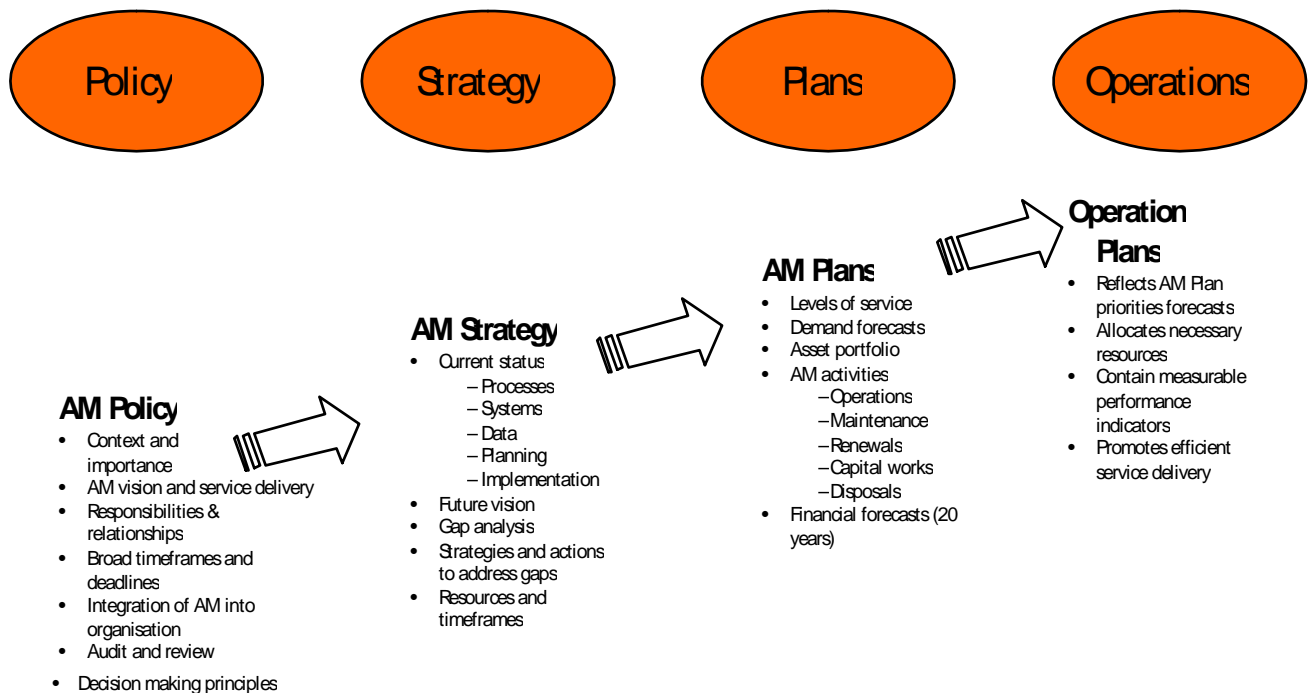 Policy
Strategy
Plans
Operations
AM Policy
• Context and
importance
• AM vision and service delivery
• Responsibilities &
relationships
• Broad timeframes and
deadlines
• Integration of AM into
organisation
• Audit and review
• Decision making principles
AM Strategy
• Current status
– Processes
– Systems
– Data
– Planning
– Implementation
• Future vision
• Gap analysis
• Strategies and actions
to address gaps
• Resources and
timeframes
AM Plans
• Levels of service
• Demand forecasts
• Asset portfolio
• AM activities
– Operations
– Maintenance
– Renewals
– Capital works
– Disposals
• Financial forecasts (20
years)
Operation
Plans
• Reflects AM Plan
priorities forecasts
• Allocates necessary
resources
• Contain measurable
performance
indicators
• Promotes efficient
service delivery